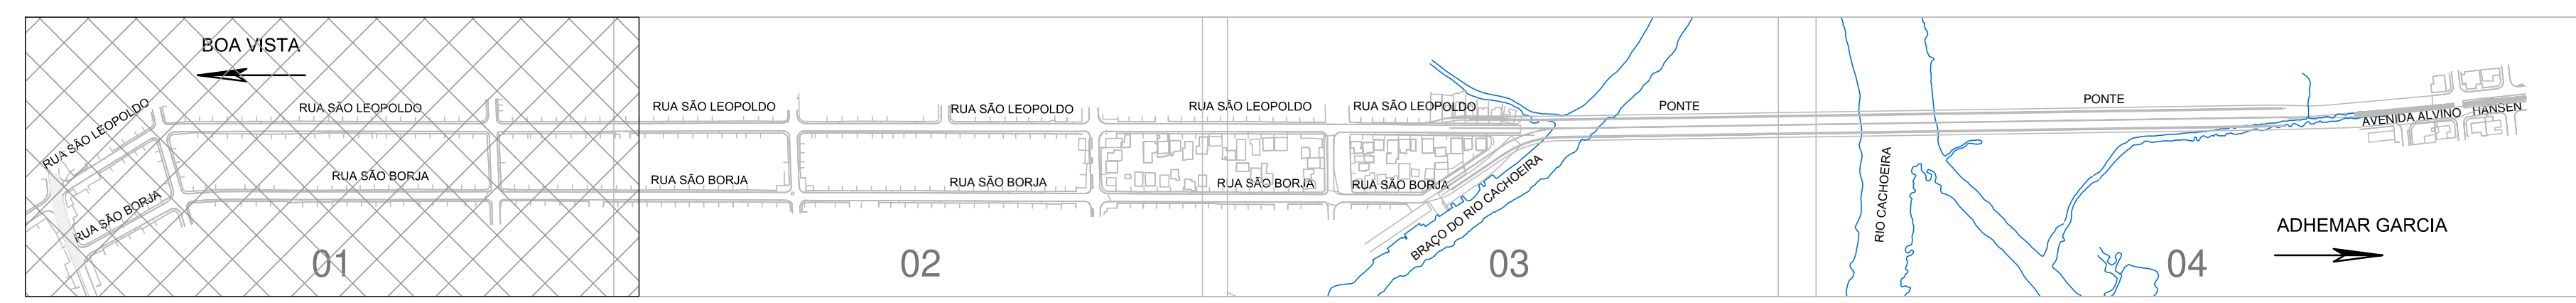 BOA VISTA
RUA SÃO LEOPOLDO
RUA SÃO LEOPOLDO
RUA SÃO LEOPOLDO
RUA SÃO LEOPOLDO
RUA SÃO LEOPOLDO
RUA SÃO LEOPOLDO
PONTE
PONTE
AVENIDA ALVINO HANSEN
RUA SÃO BORJA
RUA SÃO BORJA
RUA SÃO BORJA
RUA SÃO BORJA
RUA SÃO BORJA
RUA SÃO BORJA
BRAÇO DO RIO CACHOEIRA
RIO CACHOEIRA
ADHEMAR GARCIA
01
02
03
04